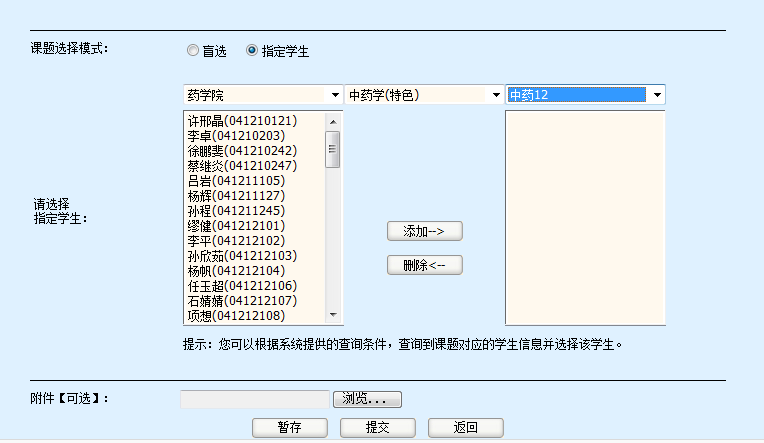 课题选择模式：
盲选 指定学生
药学院 中药学(特色) 中药12
许邢晶(041210121)
李卓(041210203)
徐鹏斐(041210242)
蔡继炎(041210247)
吕岩(041211105)
杨辉(041211127)
孙程(041211245)
缪健(041212101)
李平(041212102)
孙欣茹(041212103)
杨帆(041212104)
任玉超(041212106)
石婧婧(041212107)
项想(041212108)
请选择
指定学生：
添加-->
删除<--
提示：您可以根据系统提供的查询条件，查询到课题对应的学生信息并选择该学生。
附件【可选】：
浏览...
暂存 提交 返回